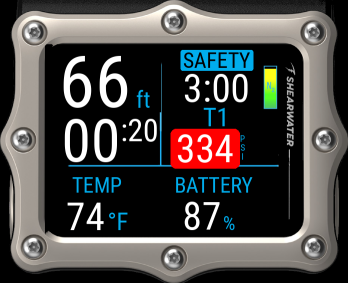 66 ft
SAFETY
3:00
00:20
T1
334 PSI
N₂
SHEARWATER
TEMP
BATTERY
74 °F
87 %